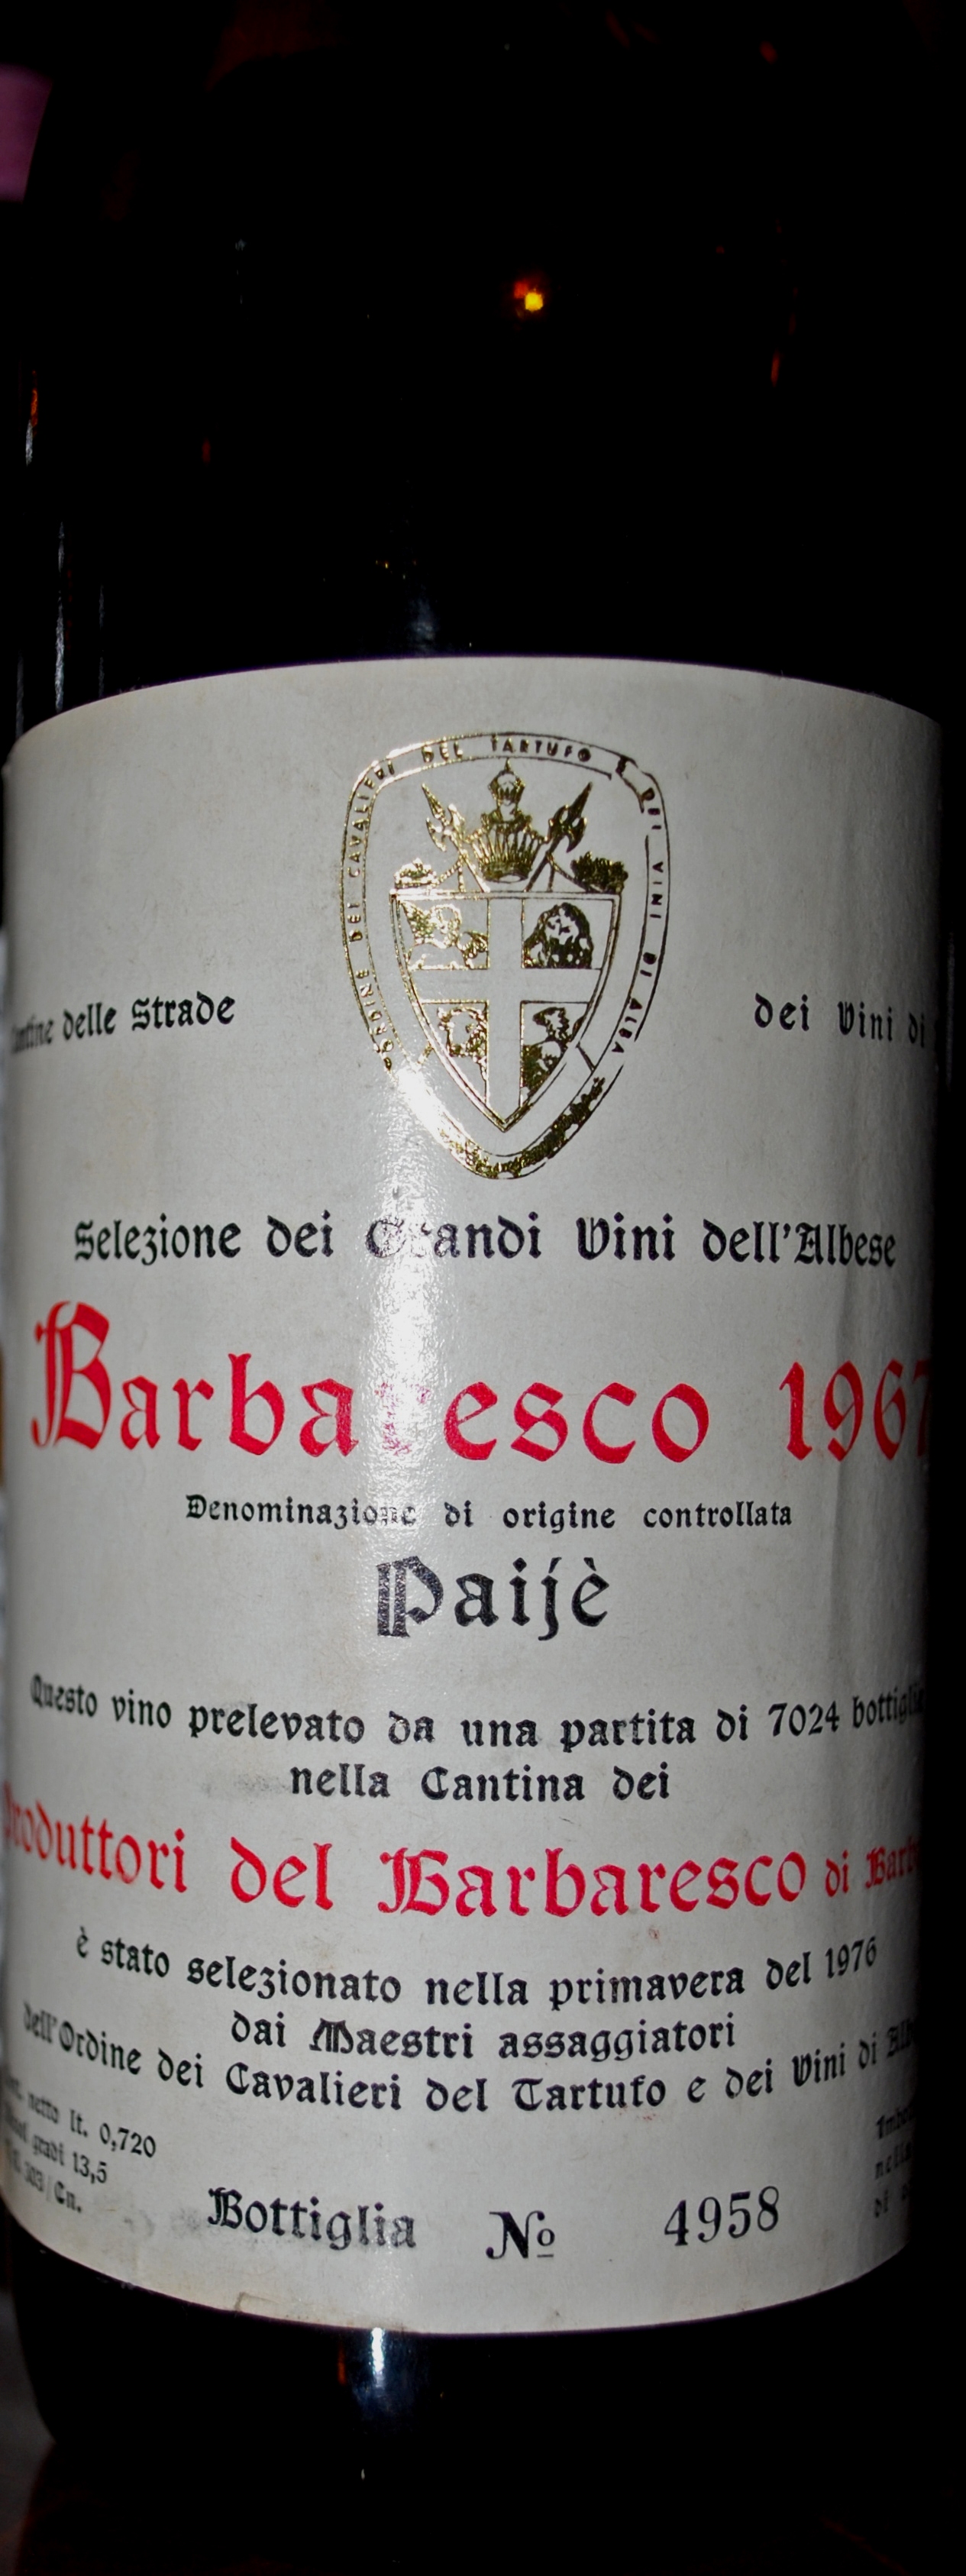 ORDINE DEI CAVALIERI DEL TARTUFO E DEI VINI DI ALBA
delle Strade
dei Vini di
Selezione dei Grandi Vini dell'Albese
Barbaresco 1967
Denominazione di origine controllata
Paijè
Questo vino prelevato da una partita di 7024
nella Cantina dei
Produttori del Barbaresco di
è stato selezionato nella primavera del 1976
dai Maestri assaggiatori
dell'Ordine dei Cavalieri del Tartufo e dei Vini di
netto lt. 0,720
gradi 13,5
Cn.
Bottiglia No 4958